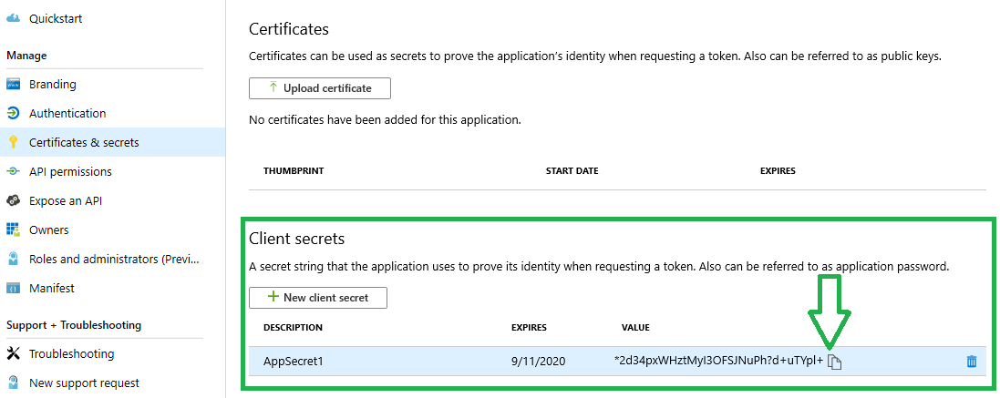 Quickstart
Manage
Branding
Authentication
Certificates & secrets
API permissions
Expose an API
Owners
Roles and administrators (Previ...
Manifest
Support + Troubleshooting
Troubleshooting
New support request
Certificates
Certificates can be used as secrets to prove the application's identity when requesting a token. Also can be referred to as public keys.
Upload certificate
No certificates have been added for this application.
THUMBPRINT START DATE EXPIRES
Client secrets
A secret string that the application uses to prove its identity when requesting a token. Also can be referred to as application password.
New client secret
DESCRIPTION EXPIRES VALUE
AppSecret1 9/11/2020 *2d34pxWHztMyI3OFSJNuPh?d+uTYpl+